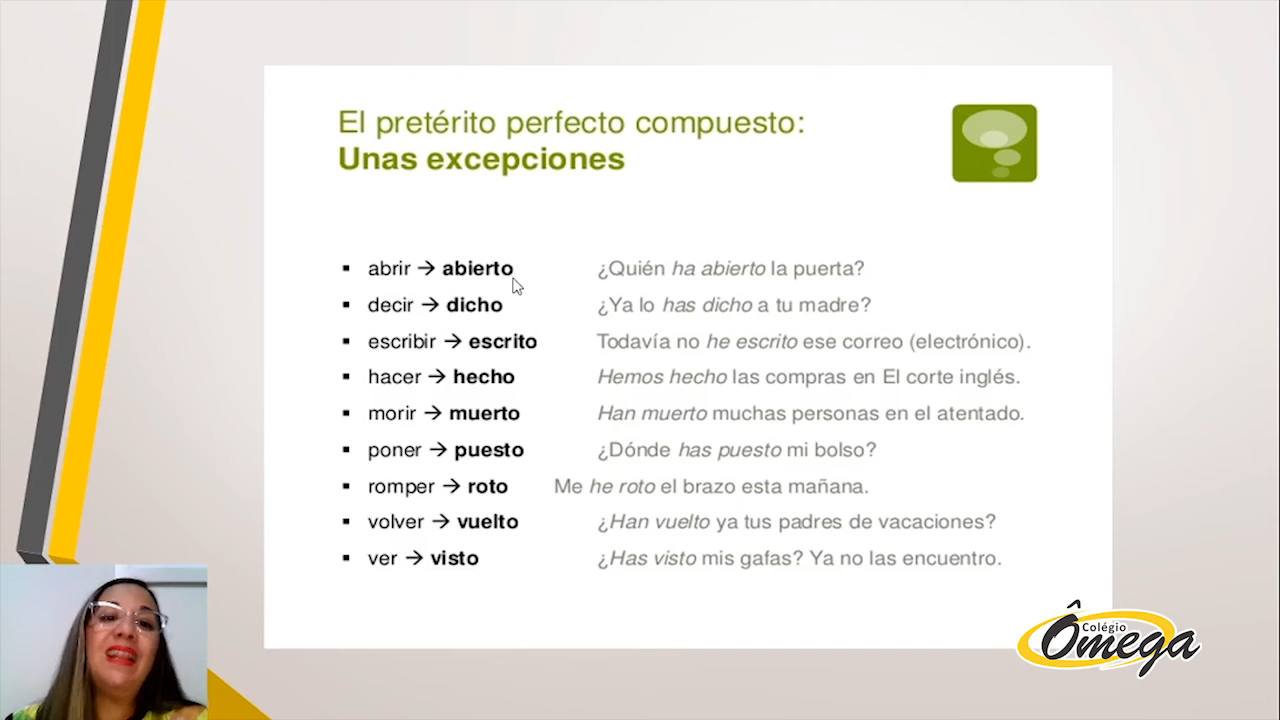 El pretérito perfecto compuesto:
Unas excepciones
▪ abrir → abierto ¿Quién ha abierto la puerta?
▪ decir → dicho ¿Ya lo has dicho a tu madre?
▪ escribir → escrito Todavía no he escrito ese correo (electrónico).
▪ hacer → hecho Hemos hecho las compras en El corte inglés.
▪ morir → muerto Han muerto muchas personas en el atentado.
▪ poner → puesto ¿Dónde has puesto mi bolso?
▪ romper → roto Me he roto el brazo esta mañana.
▪ volver → vuelto ¿Han vuelto ya tus padres de vacaciones?
▪ ver → visto ¿Has visto mis gafas? Ya no las encuentro.
Colégio
Ômega